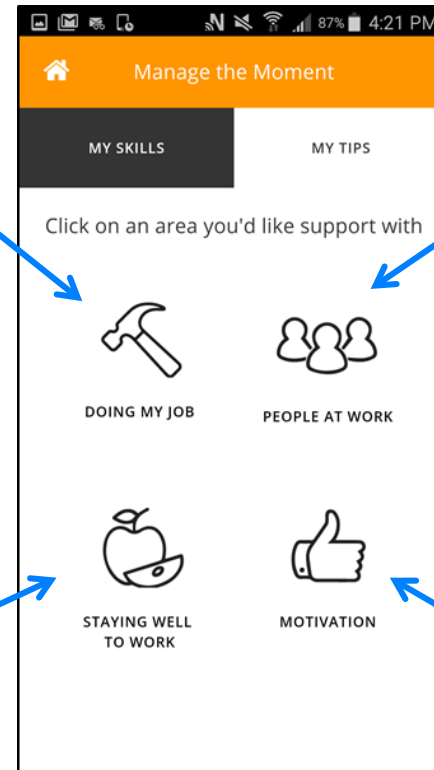 87% 4:21 PM
Manage the Moment
MY SKILLS MY TIPS
Click on an area you'd like support with
DOING MY JOB PEOPLE AT WORK
STAYING WELL MOTIVATION
TO WORK